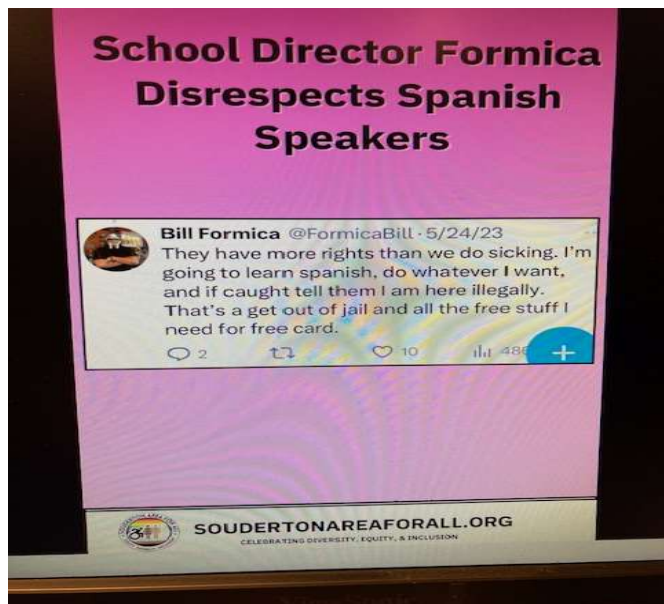 School Director Formica
Disrespects Spanish
Speakers
Bill Formica @FormicaBill · 5/24/23
They have more rights than we do sicking. I'm
going to learn spanish, do whatever I want,
and if caught tell them I am here illegally.
That's a get out of jail and all the free stuff I
need for free card.
2 10 486
SOUDERTONAREAFORALL.ORG
CELEBRATING DIVERSITY, EQUITY, & INCLUSION